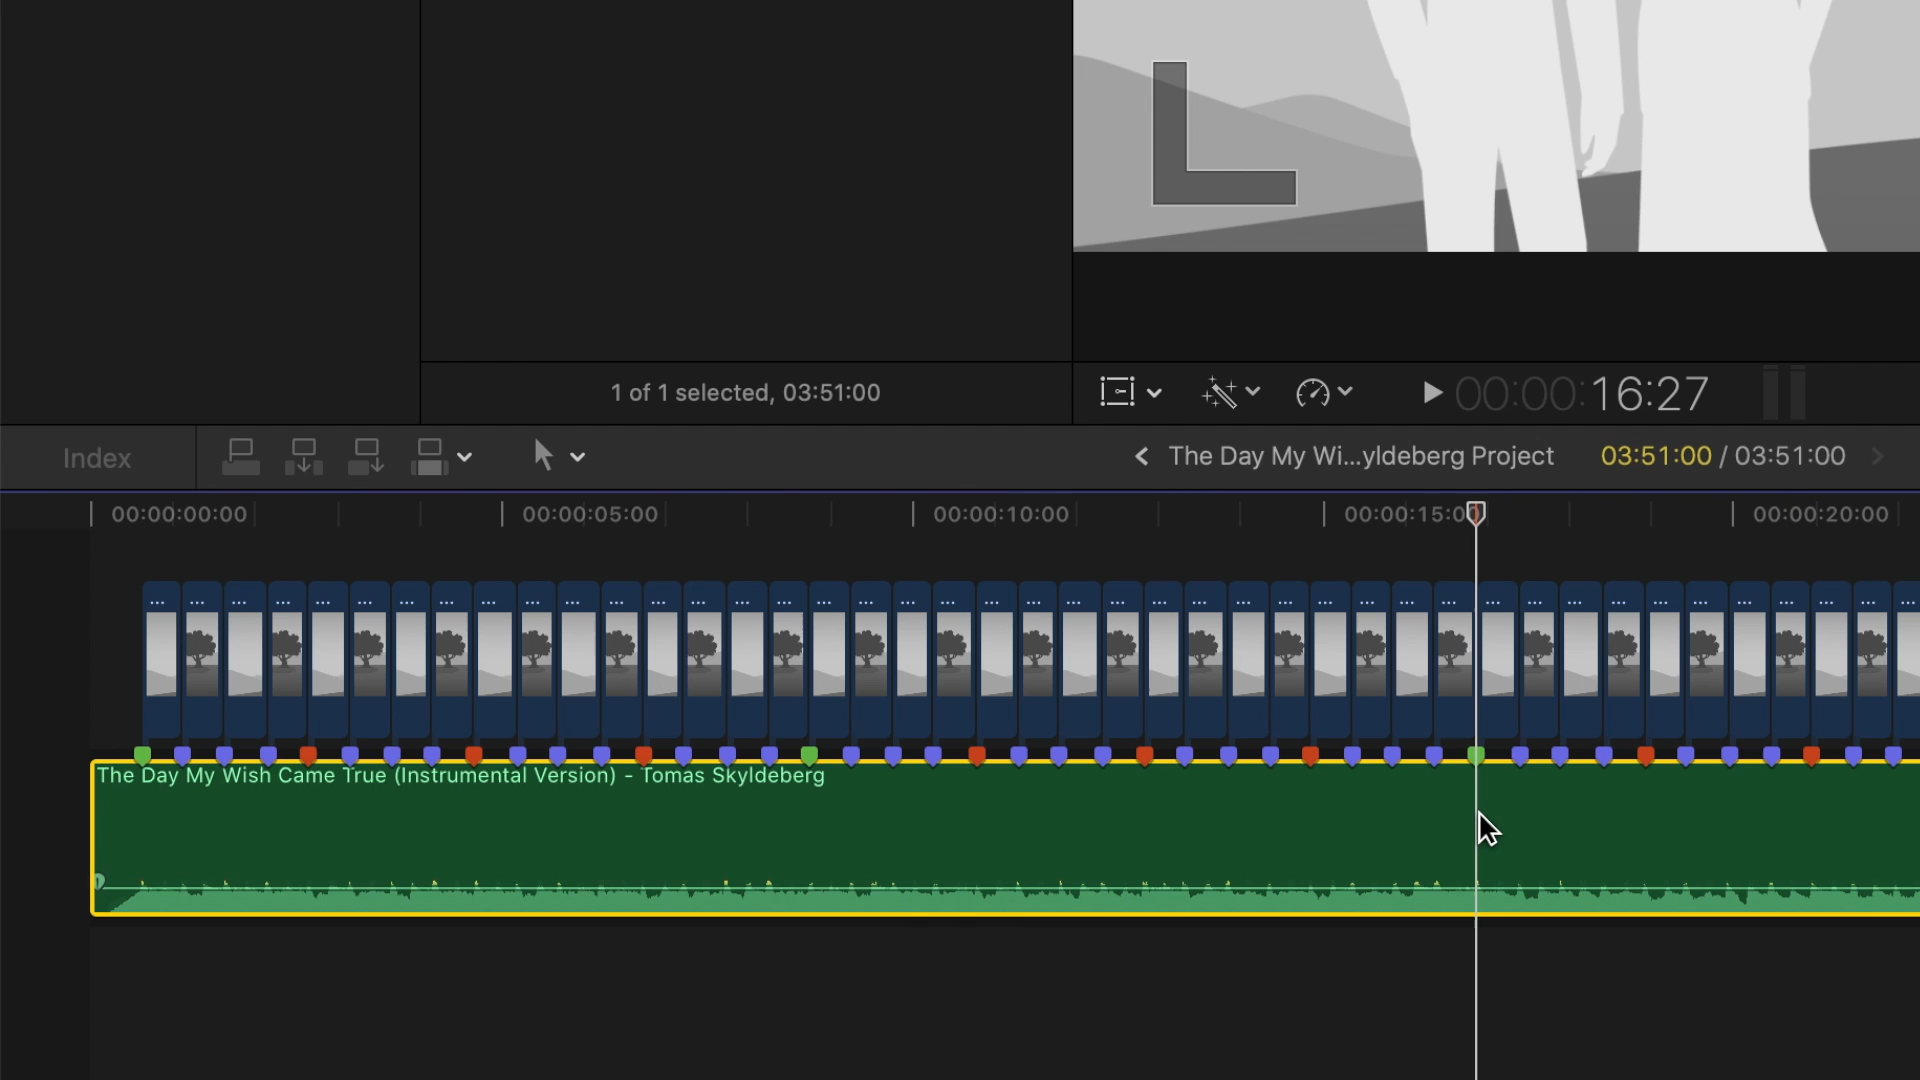 1 of 1 selected, 03:51:00
00:00:16:27
Index
The Day My Wi...yldeberg Project
03:51:00 / 03:51:00
00:00:00:00
00:00:05:00
00:00:10:00
00:00:15:00
00:00:20:00
The Day My Wish Came True (Instrumental Version) - Tomas Skyldeberg